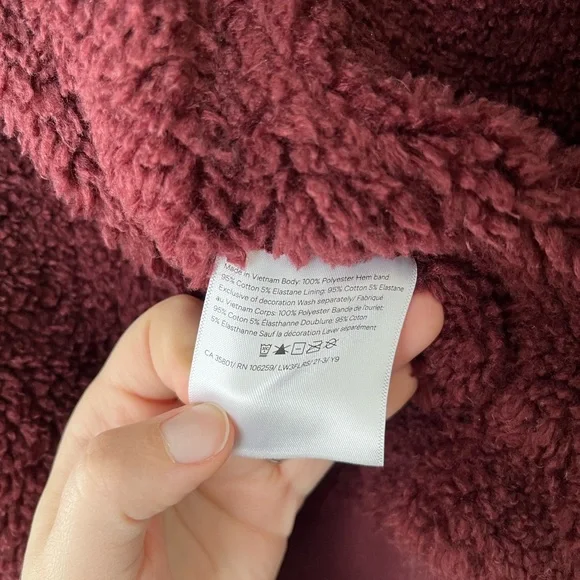 Made in Vietnam Body: 100% Polyester Hem band:
95% Cotton 5% Elastane Lining: 95% Cotton 5% Elastane
Exclusive of decoration Wash separately/ Fabriqué
au Vietnam Corps: 100% Polyester Bande de l'ourlet:
95% Coton 5% Élasthanne Doublure: 95% Coton
5% Élasthanne Sauf la décoration Laver séparément
CA 35801/ RN 106259/ LW3FLRS/ 21-3/ Y9